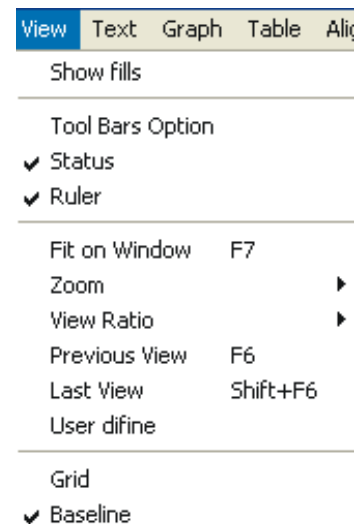 View Text Graph Table Alig
Show fills
Tool Bars Option
Status
Ruler
Fit on Window F7
Zoom
View Ratio
Previous View F6
Last View Shift+F6
User difine
Grid
Baseline